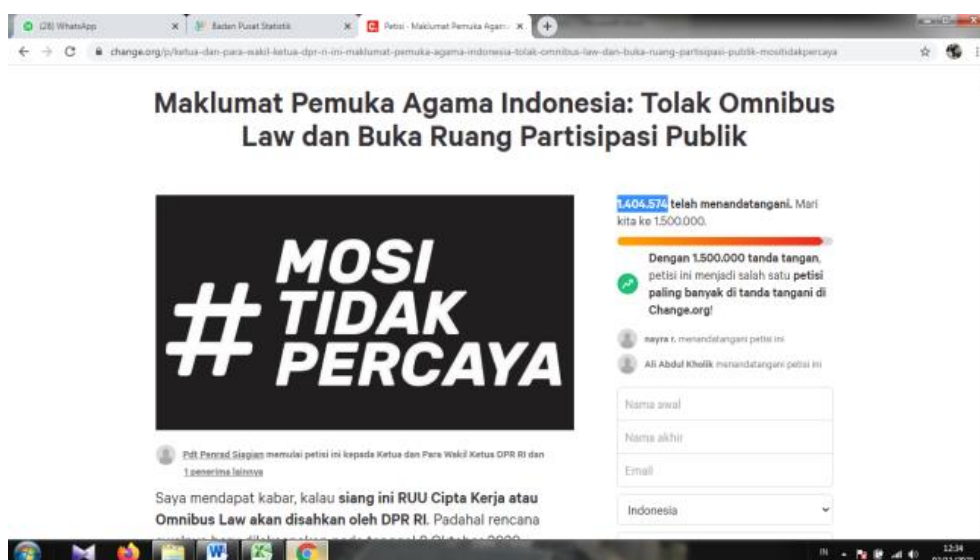 (28) WhatsApp
Badan Pusat Statistik
Petisi · Maklumat Pemuka Agama
change.org/p/ketua-dan-para-wakil-ketua-dpr-ri-ini-maklumat-pemuka-agama-indonesia-tolak-omnibus-law-dan-buka-ruang-partisipasi-publik-mositidakpercaya
Maklumat Pemuka Agama Indonesia: Tolak Omnibus
Law dan Buka Ruang Partisipasi Publik
# MOSI
TIDAK
PERCAYA
Pdt Penrad Siagian memulai petisi ini kepada Ketua dan Para Wakil Ketua DPR RI dan
1 penerima lainnya
Saya mendapat kabar, kalau siang ini RUU Cipta Kerja atau
Omnibus Law akan disahkan oleh DPR RI. Padahal rencana
1.404.574 telah menandatangani. Mari
kita ke 1.500.000.
Dengan 1.500.000 tanda tangan,
petisi ini menjadi salah satu petisi
paling banyak di tanda tangani di
Change.org!
nayra r. menandatangani petisi ini
Ali Abdul Kholik menandatangani petisi ini
Nama awal
Nama akhir
Email
Indonesia
IN
12:34